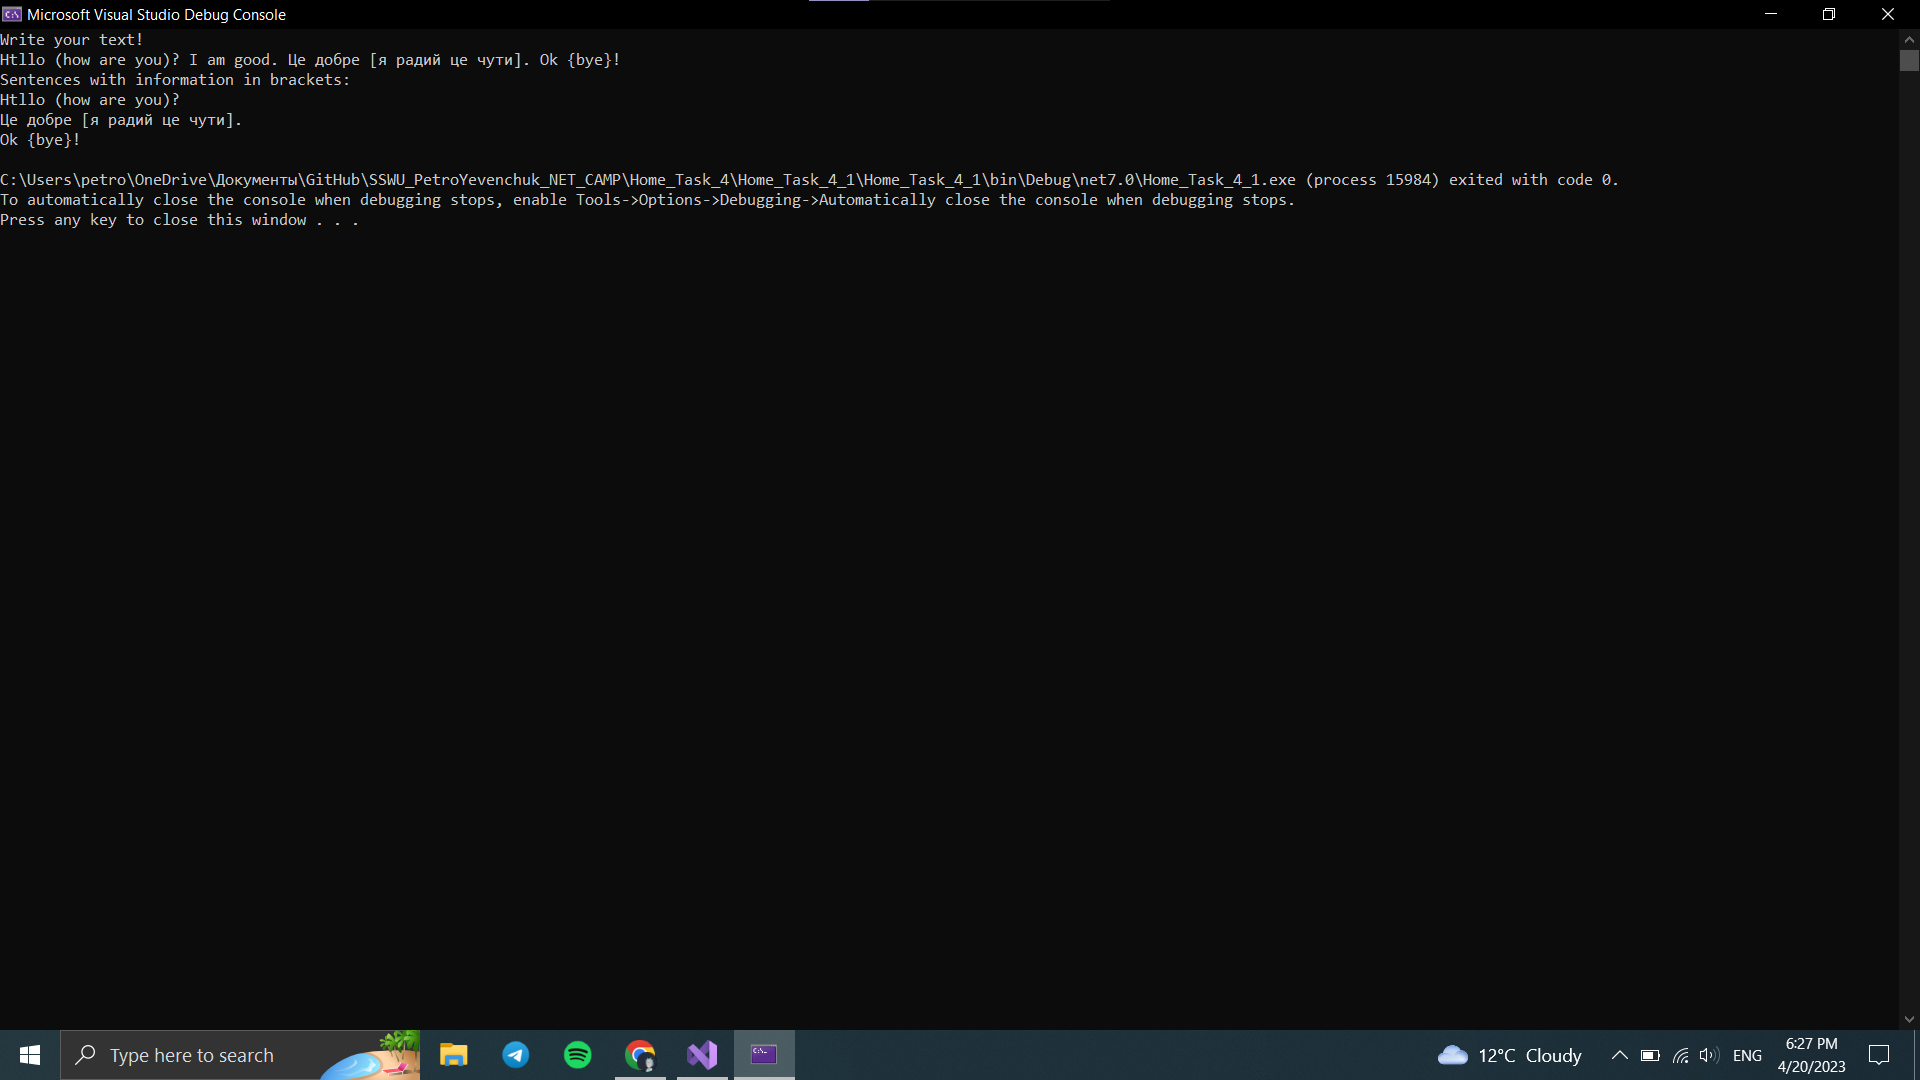 Microsoft Visual Studio Debug Console
Write your text!
Htllo (how are you)? I am good. Це добре [я радий це чути]. Ok {bye}!
Sentences with information in brackets:
Htllo (how are you)?
Це добре [я радий це чути].
Ok {bye}!
C:\Users\petro\OneDrive\Документы\GitHub\SSWU_PetroYevenchuk_NET_CAMP\Home_Task_4\Home_Task_4_1\Home_Task_4_1\bin\Debug\net7.0\Home_Task_4_1.exe (process 15984) exited with code 0.
To automatically close the console when debugging stops, enable Tools->Options->Debugging->Automatically close the console when debugging stops.
Press any key to close this window . . .
Type here to search
12°C Cloudy
ENG
6:27 PM
4/20/2023